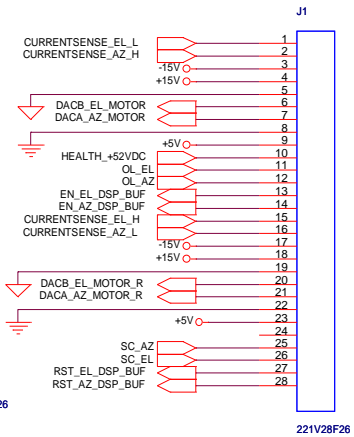 J1
CURRENTSENSE_EL_L 1
CURRENTSENSE_AZ_H 2
-15V 3
+15V 4
5
DACB_EL_MOTOR 6
DACA_AZ_MOTOR 7
8
+5V 9
HEALTH_+52VDC 10
OL_EL 11
OL_AZ 12
EN_EL_DSP_BUF 13
EN_AZ_DSP_BUF 14
CURRENTSENSE_EL_H 15
CURRENTSENSE_AZ_L 16
-15V 17
+15V 18
19
DACB_EL_MOTOR_R 20
DACA_AZ_MOTOR_R 21
22
+5V 23
24
SC_AZ 25
SC_EL 26
RST_EL_DSP_BUF 27
RST_AZ_DSP_BUF 28
26
221V28F26